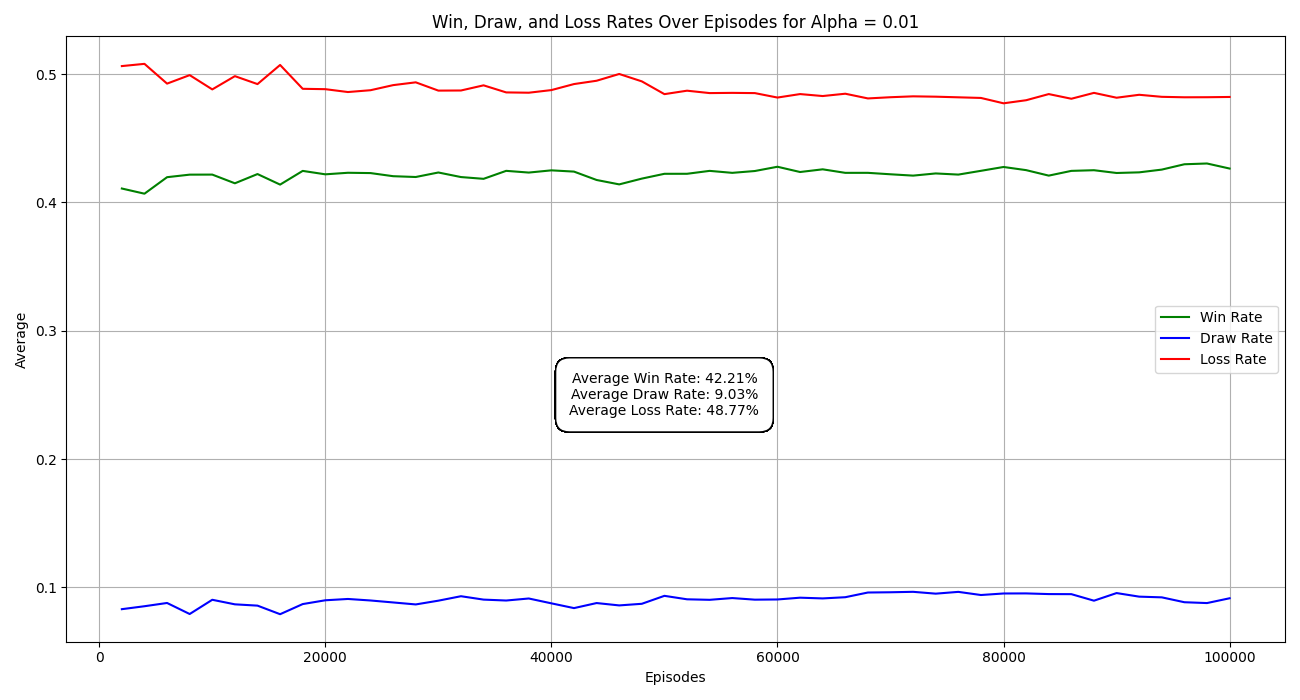 Win, Draw, and Loss Rates Over Episodes for Alpha = 0.01
0.5
0.4
0.3
0.2
0.1
Average
Win Rate
Draw Rate
Loss Rate
Average Win Rate: 42.21%
Average Draw Rate: 9.03%
Average Loss Rate: 48.77%
0
20000
40000
60000
80000
100000
Episodes